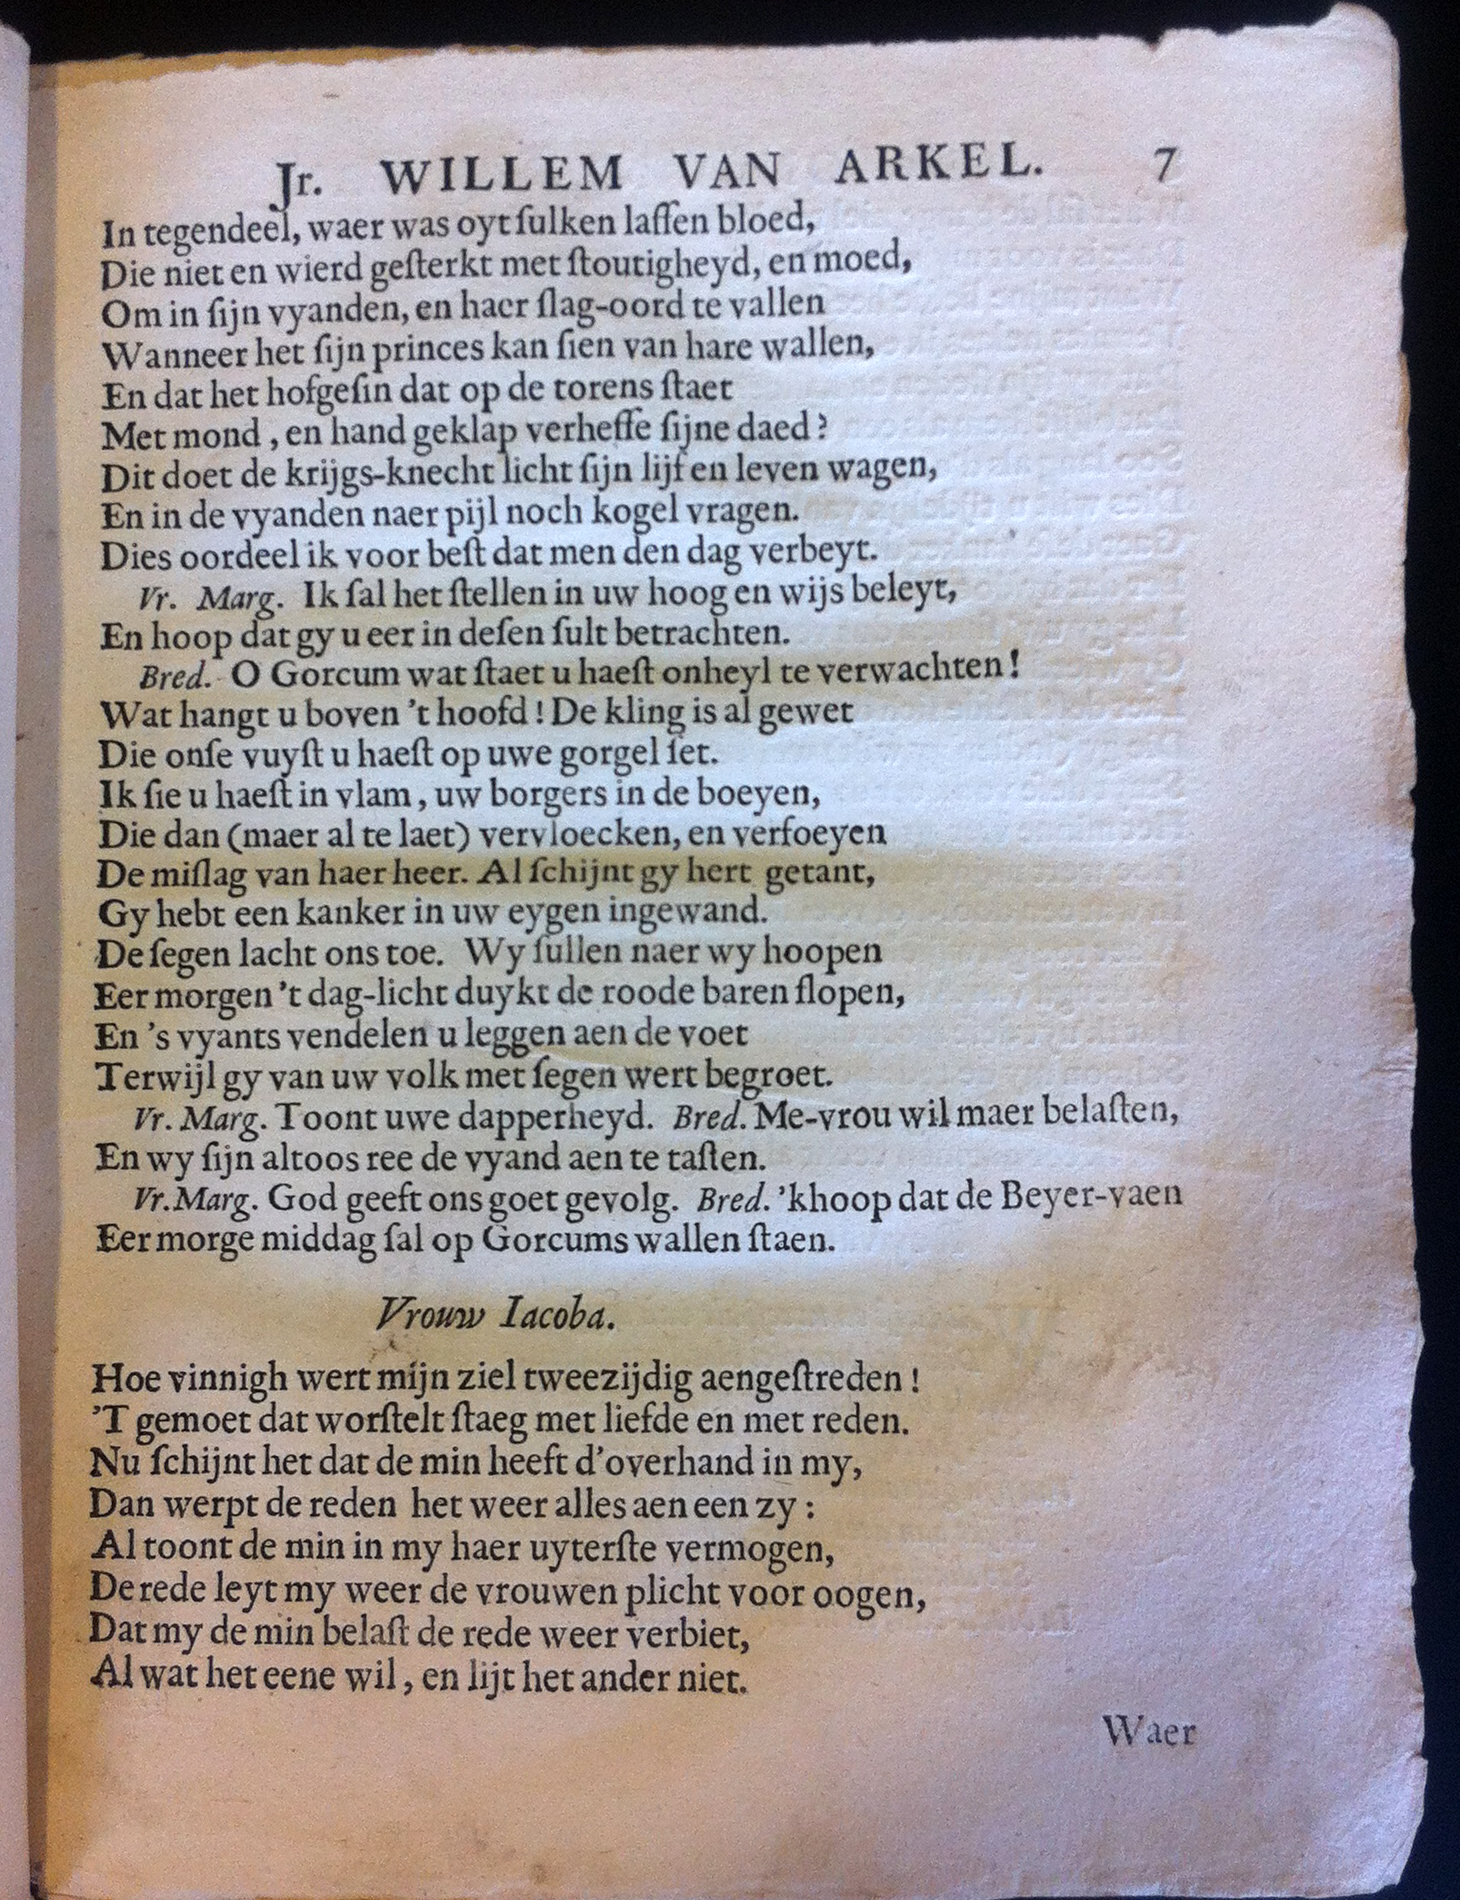 Jr. WILLEM VAN ARKEL. 7
In tegendeel, waer was oyt ſulken laſſen bloed,
Die niet en wierd geſterkt met ſtoutigheyd, en moed,
Om in ſijn vyanden, en haer ſlag-oord te vallen
Wanneer het ſijn princes kan ſien van hare wallen,
En dat het hofgeſin dat op de torens ſtaet
Met mond, en hand geklap verheffe ſijne daed?
Dit doet de krijgs-knecht licht ſijn lijf en leven wagen,
En in de vyanden naer pijl noch kogel vragen.
Dies oordeel ik voor beſt dat men den dag verbeyt.
Vr. Marg. Ik ſal het ſtellen in uw hoog en wijs beleyt,
En hoop dat gy u eer in deſen ſult betrachten.
Bred. O Gorcum wat ſtaet u haeſt onheyl te verwachten!
Wat hangt u boven 't hoofd! De kling is al gewet
Die onſe vuyſt u haeſt op uwe gorgel ſet.
Ik ſie u haeſt in vlam, uw borgers in de boeyen,
Die dan (maer al te laet) vervloecken, en verfoeyen
De miſlag van haer heer. Al ſchijnt gy hert getant,
Gy hebt een kanker in uw eygen ingewand.
De ſegen lacht ons toe. Wy ſullen naer wy hoopen
Eer morgen 't dag-licht duykt de roode baren ſlopen,
En 's vyants vendelen u leggen aen de voet
Terwijl gy van uw volk met ſegen wert begroet.
Vr. Marg. Toont uwe dapperheyd. Bred. Me-vrou wil maer belaſten,
En wy ſijn altoos ree de vyand aen te taſten.
Vr. Marg. God geeft ons goet gevolg. Bred. 'k hoop dat de Beyer-vaen
Eer morge middag ſal op Gorcums wallen ſtaen.
Vrouw Iacoba.
Hoe vinnigh wert mijn ziel tweezijdig aengeſtreden!
'T gemoet dat worſtelt ſtaeg met liefde en met reden.
Nu ſchijnt het dat de min heeft d'overhand in my,
Dan werpt de reden het weer alles aen een zy:
Al toont de min in my haer uyterſte vermogen,
De rede leyt my weer de vrouwen plicht voor oogen,
Dat my de min belaſt de rede weer verbiet,
Al wat het eene wil, en lijt het ander niet.
Waer